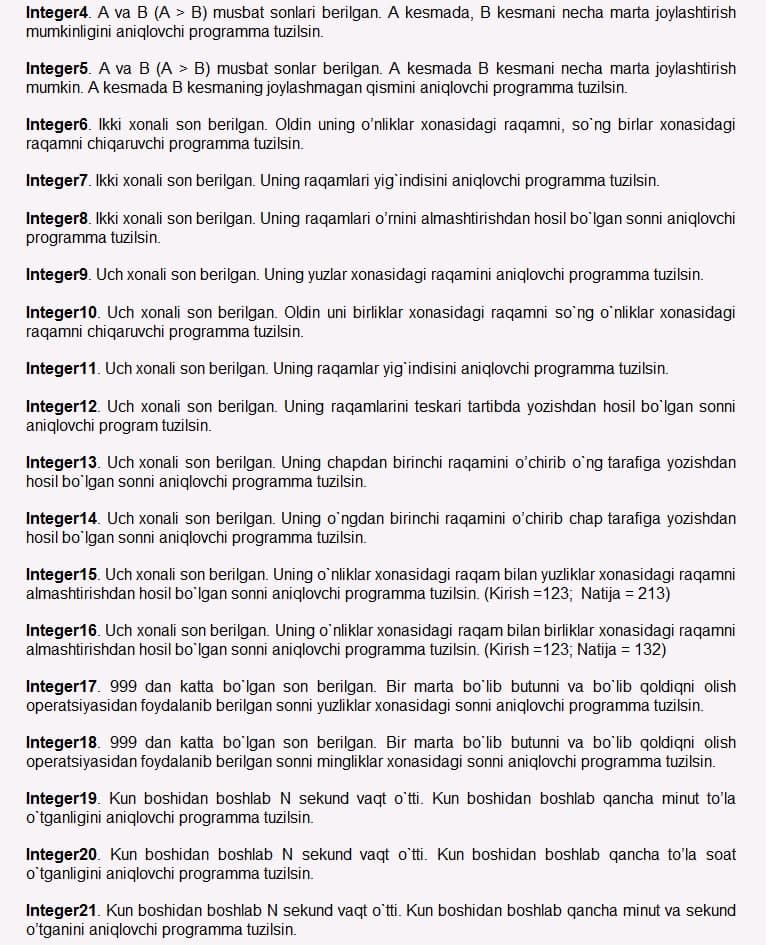 Integer4. A va B (A > B) musbat sonlari berilgan. A kesmada, B kesmani necha marta joylashtirish
mumkinligini aniqlovchi programma tuzilsin.
Integer5. A va B (A > B) musbat sonlar berilgan. A kesmada B kesmani necha marta joylashtirish
mumkin. A kesmada B kesmaning joylashmagan qismini aniqlovchi programma tuzilsin.
Integer6. Ikki xonali son berilgan. Oldin uning o’nliklar xonasidagi raqamni, so`ng birlar xonasidagi
raqamni chiqaruvchi programma tuzilsin.
Integer7. Ikki xonali son berilgan. Uning raqamlari yig`indisini aniqlovchi programma tuzilsin.
Integer8. Ikki xonali son berilgan. Uning raqamlari o’rnini almashtirishdan hosil bo`lgan sonni aniqlovchi
programma tuzilsin.
Integer9. Uch xonali son berilgan. Uning yuzlar xonasidagi raqamini aniqlovchi programma tuzilsin.
Integer10. Uch xonali son berilgan. Oldin uni birliklar xonasidagi raqamni so`ng o`nliklar xonasidagi
raqamni chiqaruvchi programma tuzilsin.
Integer11. Uch xonali son berilgan. Uning raqamlar yig`indisini aniqlovchi programma tuzilsin.
Integer12. Uch xonali son berilgan. Uning raqamlarini teskari tartibda yozishdan hosil bo`lgan sonni
aniqlovchi program tuzilsin.
Integer13. Uch xonali son berilgan. Uning chapdan birinchi raqamini o’chirib o`ng tarafiga yozishdan
hosil bo`lgan sonni aniqlovchi programma tuzilsin.
Integer14. Uch xonali son berilgan. Uning o`ngdan birinchi raqamini o’chirib chap tarafiga yozishdan
hosil bo`lgan sonni aniqlovchi programma tuzilsin.
Integer15. Uch xonali son berilgan. Uning o`nliklar xonasidagi raqam bilan yuzliklar xonasidagi raqamni
almashtirishdan hosil bo`lgan sonni aniqlovchi programma tuzilsin. (Kirish =123; Natija = 213)
Integer16. Uch xonali son berilgan. Uning o`nliklar xonasidagi raqam bilan birliklar xonasidagi raqamni
almashtirishdan hosil bo`lgan sonni aniqlovchi programma tuzilsin. (Kirish =123; Natija = 132)
Integer17. 999 dan katta bo`lgan son berilgan. Bir marta bo`lib butunni va bo`lib qoldiqni olish
operatsiyasidan foydalanib berilgan sonni yuzliklar xonasidagi sonni aniqlovchi programma tuzilsin.
Integer18. 999 dan katta bo`lgan son berilgan. Bir marta bo`lib butunni va bo`lib qoldiqni olish
operatsiyasidan foydalanib berilgan sonni mingliklar xonasidagi sonni aniqlovchi programma tuzilsin.
Integer19. Kun boshidan boshlab N sekund vaqt o`tti. Kun boshidan boshlab qancha minut to’la
o`tganligini aniqlovchi programma tuzilsin.
Integer20. Kun boshidan boshlab N sekund vaqt o`tti. Kun boshidan boshlab qancha to’la soat
o`tganligini aniqlovchi programma tuzilsin.
Integer21. Kun boshidan boshlab N sekund vaqt o`tti. Kun boshidan boshlab qancha minut va sekund
o’tganini aniqlovchi programma tuzilsin.